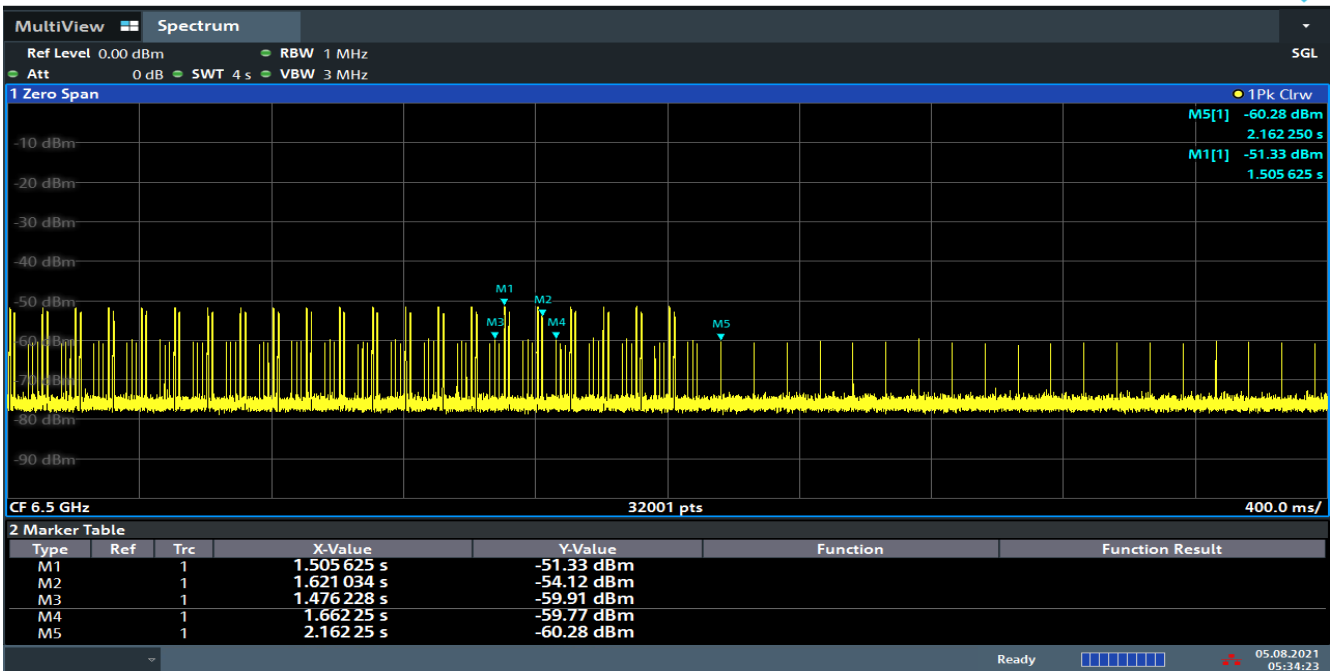 MultiView Spectrum
Ref Level 0.00 dBm RBW 1 MHz SGL
Att 0 dB SWT 4 s VBW 3 MHz
1 Zero Span 1Pk Clrw
M5[1] -60.28 dBm
2.162 250 s
M1[1] -51.33 dBm
1.505 625 s
-10 dBm
-20 dBm
-30 dBm
-40 dBm
-50 dBm
-60 dBm
-70 dBm
-80 dBm
-90 dBm
M1
M2
M3
M4
M5
CF 6.5 GHz 32001 pts 400.0 ms/
2 Marker Table
Type Ref Trc X-Value Y-Value Function Function Result
M1 1 1.505 625 s -51.33 dBm
M2 1 1.621 034 s -54.12 dBm
M3 1 1.476 228 s -59.91 dBm
M4 1 1.662 25 s -59.77 dBm
M5 1 2.162 25 s -60.28 dBm
Ready 05.08.2021
05:34:23